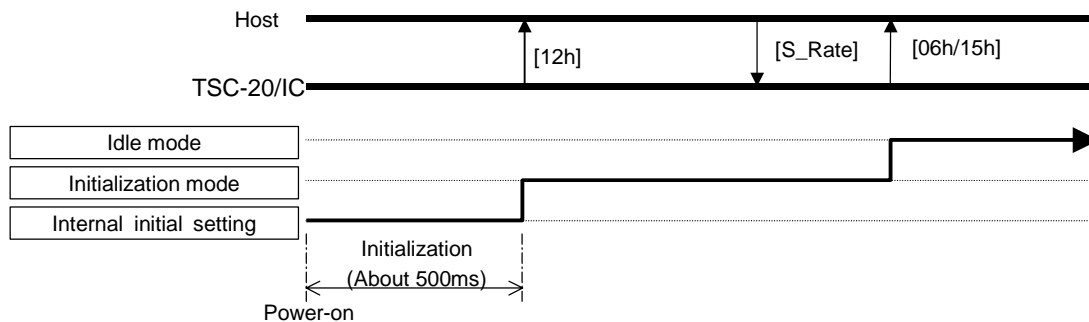 Host
[12h]
[S_Rate]
[06h/15h]
TSC-20/IC
Idle mode
Initialization mode
Internal initial setting
Initialization
(About 500ms)
Power-on